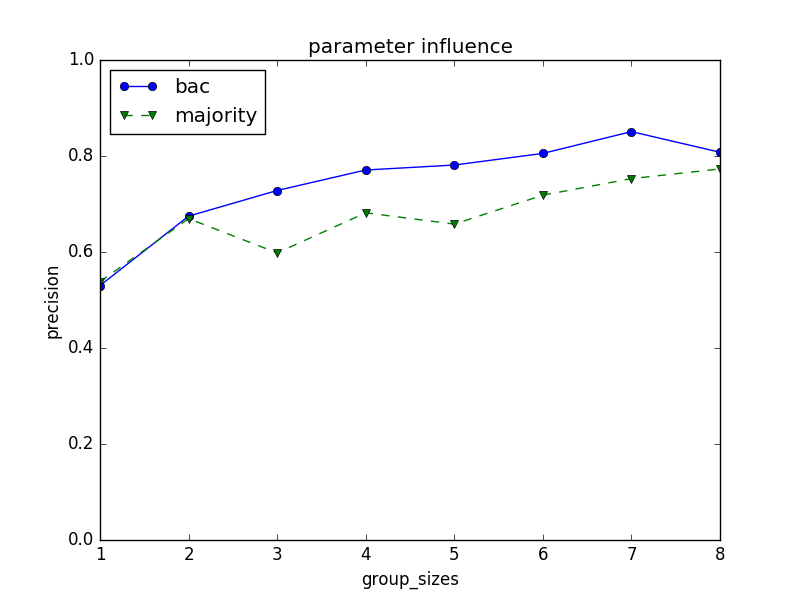 parameter influence
bac
majority
1.0
0.8
0.6
0.4
0.2
0.0
precision
1 2 3 4 5 6 7 8
group_sizes